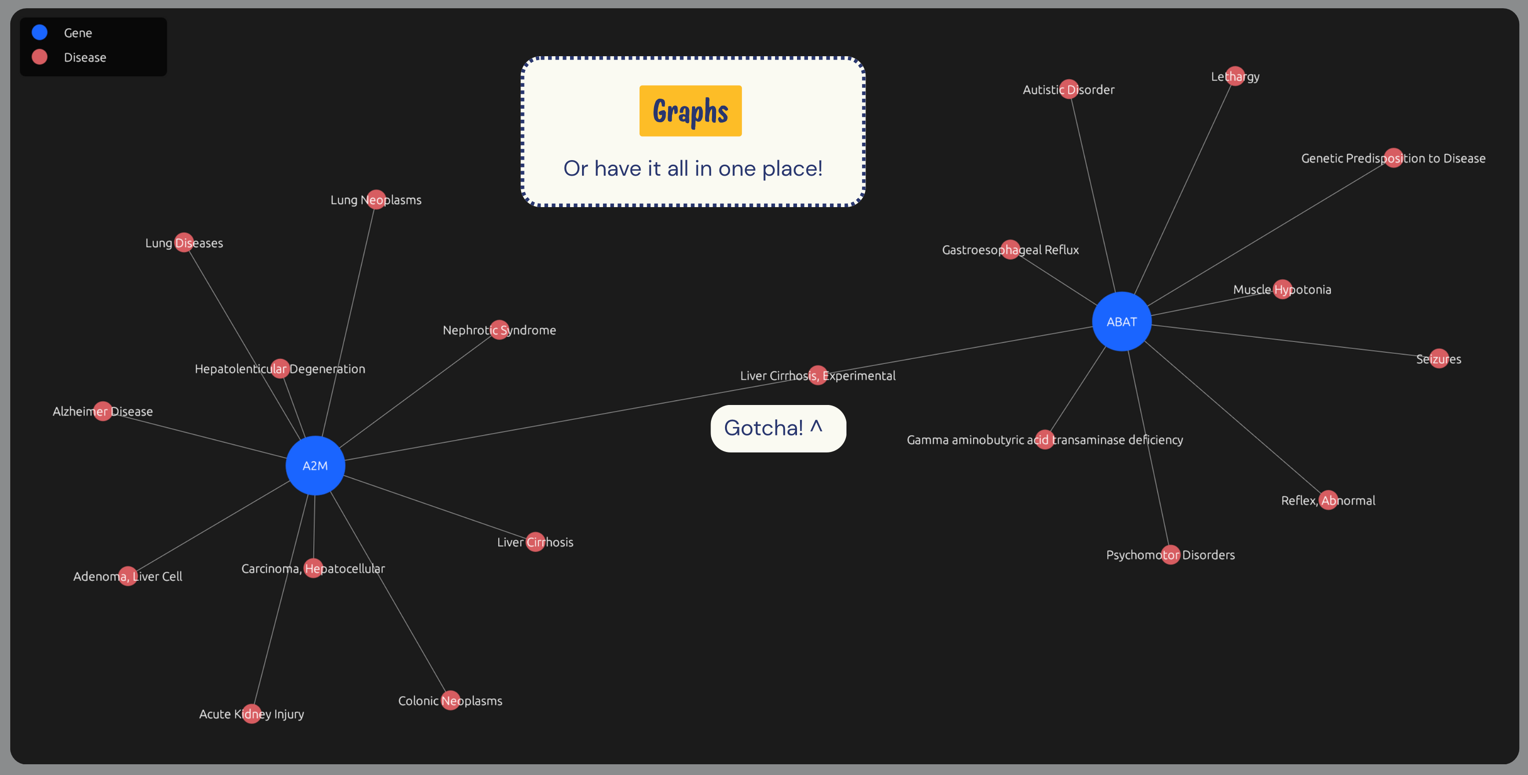 Gene
Disease
Graphs
Or have it all in one place!
Lethargy
Autistic Disorder
Genetic Predisposition to Disease
Lung Neoplasms
Lung Diseases
Gastroesophageal Reflux
Muscle Hypotonia
ABAT
Nephrotic Syndrome
Seizures
Hepatolenticular Degeneration
Liver Cirrhosis, Experimental
Alzheimer Disease
Gotcha! ^
Gamma aminobutyric acid transaminase deficiency
A2M
Reflex, Abnormal
Liver Cirrhosis
Psychomotor Disorders
Carcinoma, Hepatocellular
Adenoma, Liver Cell
Colonic Neoplasms
Acute Kidney Injury